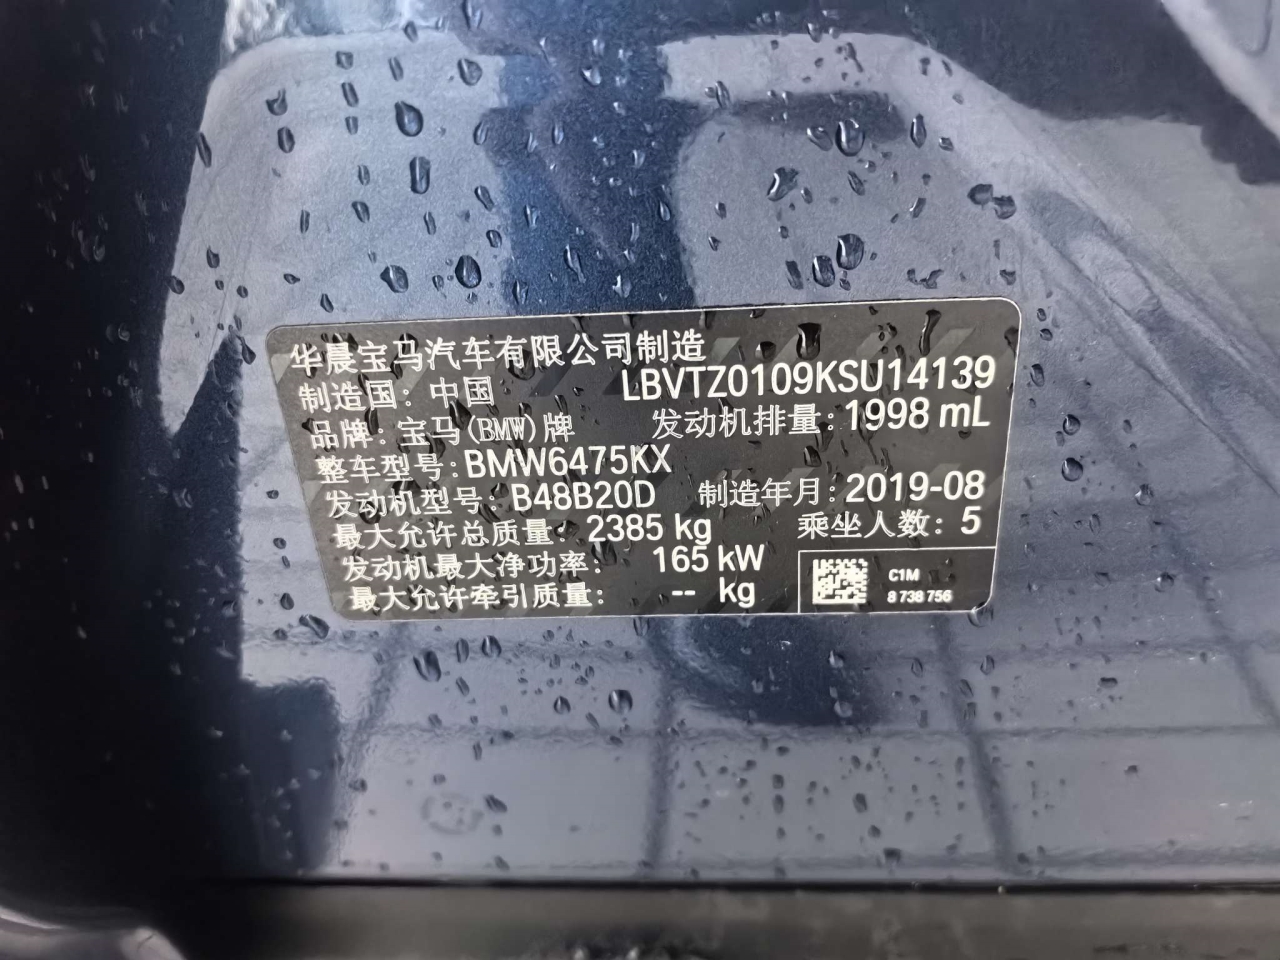 华晨宝马汽车有限公司制造
制造国：中国 LBVTZ0109KSU14139
品牌：宝马(BMW)牌 发动机排量：1998 mL
整车型号：BMW6475KX
发动机型号：B48B20D 制造年月：2019-08
最大允许总质量：2385 kg 乘坐人数：5
发动机最大净功率： 165 kW
最大允许牵引质量： -- kg
C1M
8 738 756